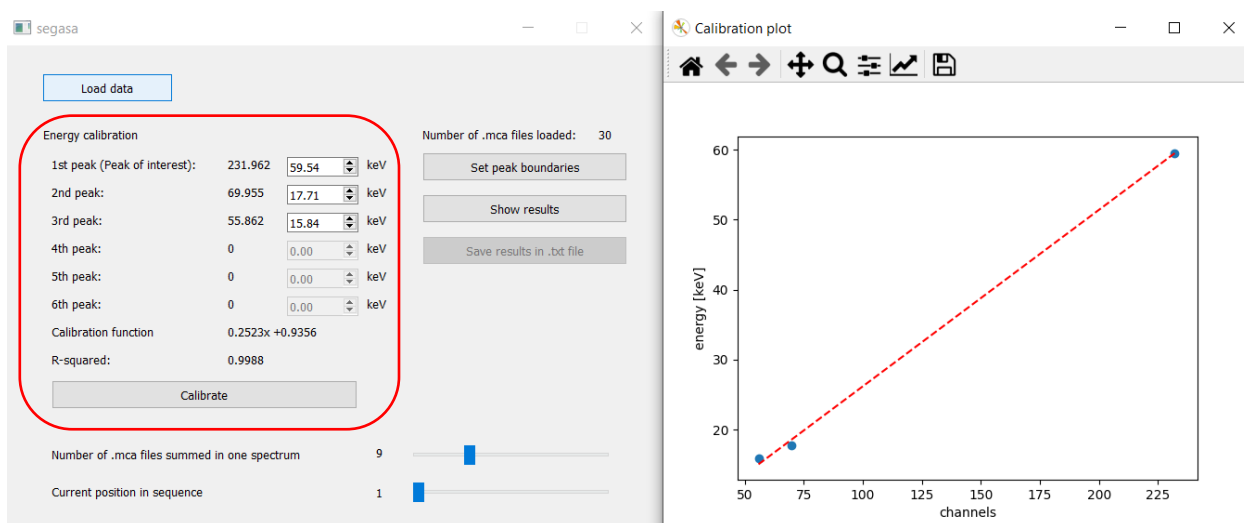 segasa
Load data
Energy calibration
1st peak (Peak of interest): 231.962 59.54 keV
2nd peak: 69.955 17.71 keV
3rd peak: 55.862 15.84 keV
4th peak: 0 0.00 keV
5th peak: 0 0.00 keV
6th peak: 0 0.00 keV
Calibration function 0.2523x +0.9356
R-squared: 0.9988
Calibrate
Number of .mca files loaded: 30
Set peak boundaries
Show results
Save results in .txt file
Number of .mca files summed in one spectrum 9
Current position in sequence 1
Calibration plot
60
50
40
30
20
energy [keV]
50 75 100 125 150 175 200 225
channels